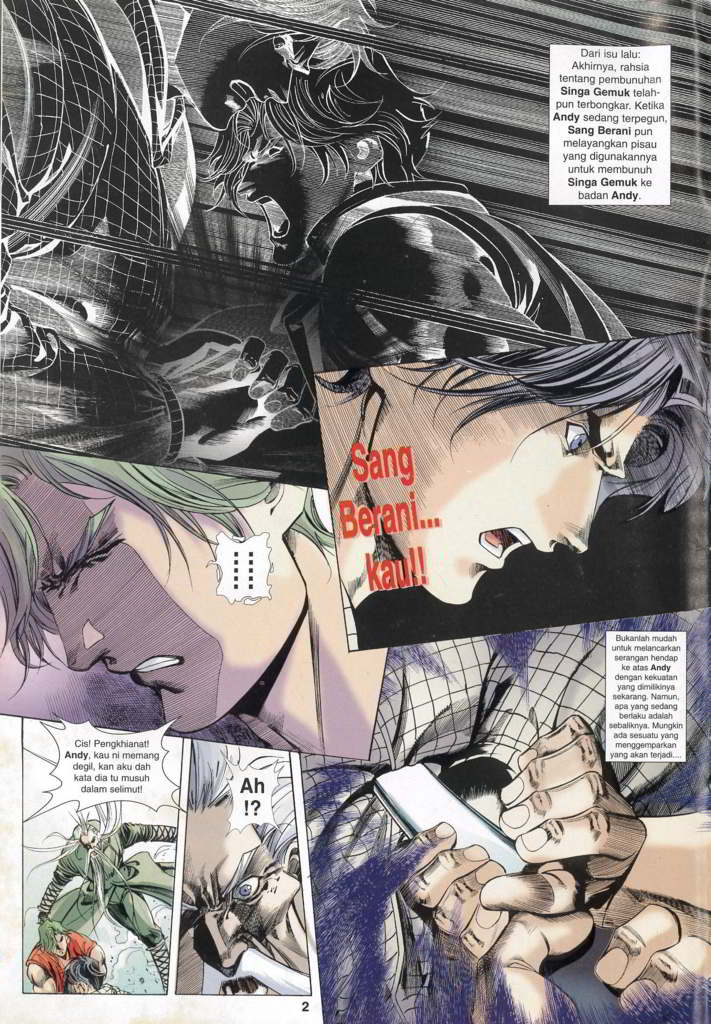 Dari isu lalu:
Akhirnya, rahsia
tentang pembunuhan
Singa Gemuk telah-
pun terbongkar. Ketika
Andy sedang terpegun,
Sang Berani pun
melayangkan pisau
yang digunakannya
untuk membunuh
Singa Gemuk ke
badan Andy.
Sang
Berani...
kau!!
!!!!
Bukanlah mudah
untuk melancarkan
serangan hendap
ke atas Andy
dengan kekuatan
yang dimilikinya
sekarang. Namun,
apa yang sedang
berlaku adalah
sebaliknya. Mungkin
ada sesuatu yang
menggemparkan
yang akan terjadi....
Cis! Pengkhianat!
Andy, kau ni memang
degil, kan aku dah
kata dia tu musuh
dalam selimut!
Ah
!?
2